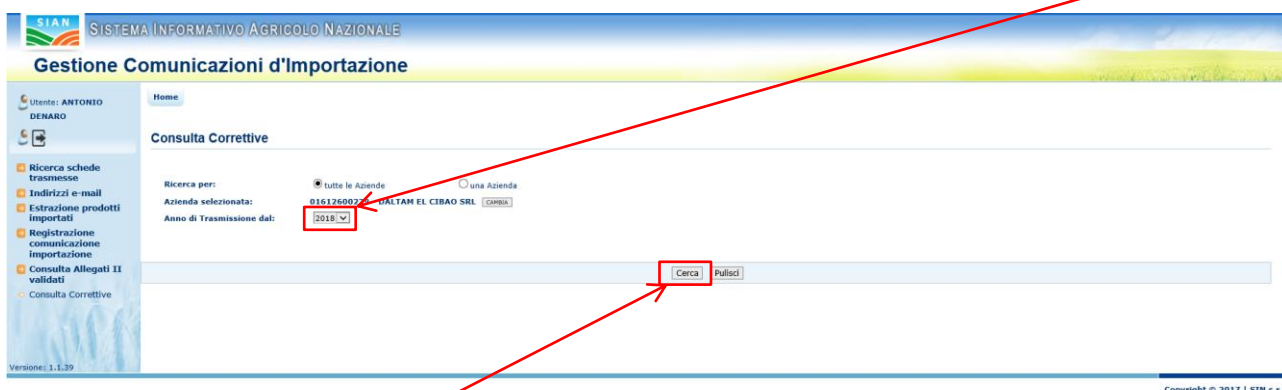 SIAN
SISTEMA INFORMATIVO AGRICOLO NAZIONALE
Gestione Comunicazioni d'Importazione
Utente: ANTONIO
DENARO
Home
Consulta Correttive
Ricerca schede
trasmesse
Indirizzi e-mail
Estrazione prodotti
importati
Registrazione
comunicazione
importazione
Consulta Allegati II
validati
Consulta Correttive
Versione: 1.1.39
Ricerca per: tutte le Aziende una Azienda
Azienda selezionata: DALTAM EL CIBAO SRL CAMBIA
Anno di Trasmissione dal: 2018
Cerca Pulisci
Copyright © 2017 | SIN